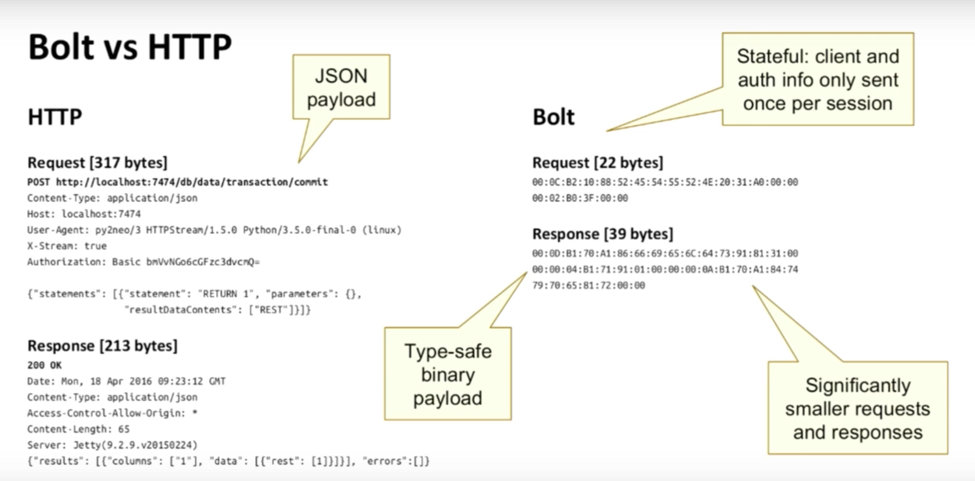 Bolt vs HTTP
JSON
payload
Stateful: client and
auth info only sent
once per session
HTTP
Request [317 bytes]
POST http://localhost:7474/db/data/transaction/commit
Content-Type: application/json
Host: localhost:7474
User-Agent: py2neo/3 HTTPStream/1.5.0 Python/3.5.0-final-0 (linux)
X-Stream: true
Authorization: Basic bmVvNGo6cGFzc3dvcmQ=
{"statements": [{"statement": "RETURN 1", "parameters": {},
"resultDataContents": ["REST"]}]}
Response [213 bytes]
200 OK
Date: Mon, 18 Apr 2016 09:23:12 GMT
Content-Type: application/json
Access-Control-Allow-Origin: *
Content-Length: 65
Server: Jetty(9.2.9.v20150224)
{"results": [{"columns": ["1"], "data": [{"rest": [1]}]}], "errors":[]}
Bolt
Request [22 bytes]
00:0C:B2:10:88:52:45:54:55:52:4E:20:31:A0:00:00
00:02:B0:3F:00:00
Response [39 bytes]
00:0D:B1:70:A1:86:66:69:65:6C:64:73:91:81:31:00
00:00:04:B1:71:91:01:00:00:00:0A:B1:70:A1:84:74
79:70:65:81:72:00:00
Type-safe
binary
payload
Significantly
smaller requests
and responses